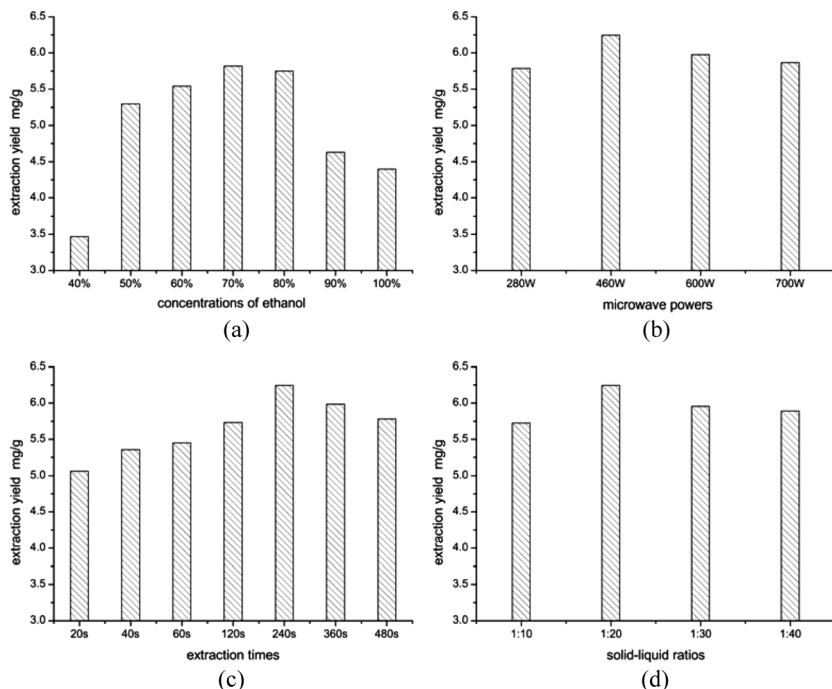 extraction yield mg/g
6.5
6.0
5.5
5.0
4.5
4.0
3.5
3.0
40% 50% 60% 70% 80% 90% 100%
concentrations of ethanol
(a)
extraction yield mg/g
6.5
6.0
5.5
5.0
4.5
4.0
3.5
3.0
280W 460W 600W 700W
microwave powers
(b)
extraction yield mg/g
6.5
6.0
5.5
5.0
4.5
4.0
3.5
3.0
20s 40s 60s 120s 240s 360s 480s
extraction times
(c)
extraction yield mg/g
6.5
6.0
5.5
5.0
4.5
4.0
3.5
3.0
1:10 1:20 1:30 1:40
solid-liquid ratios
(d)